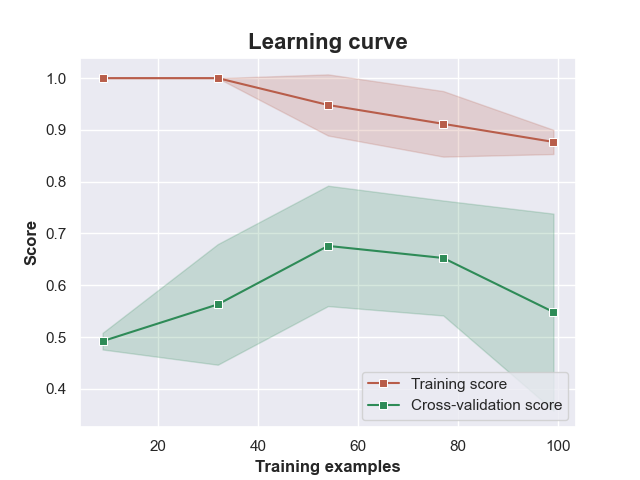 Learning curve
1.0
0.9
0.8
0.7
0.6
0.5
0.4
Score
Training score
Cross-validation score
20
40
60
80
100
Training examples